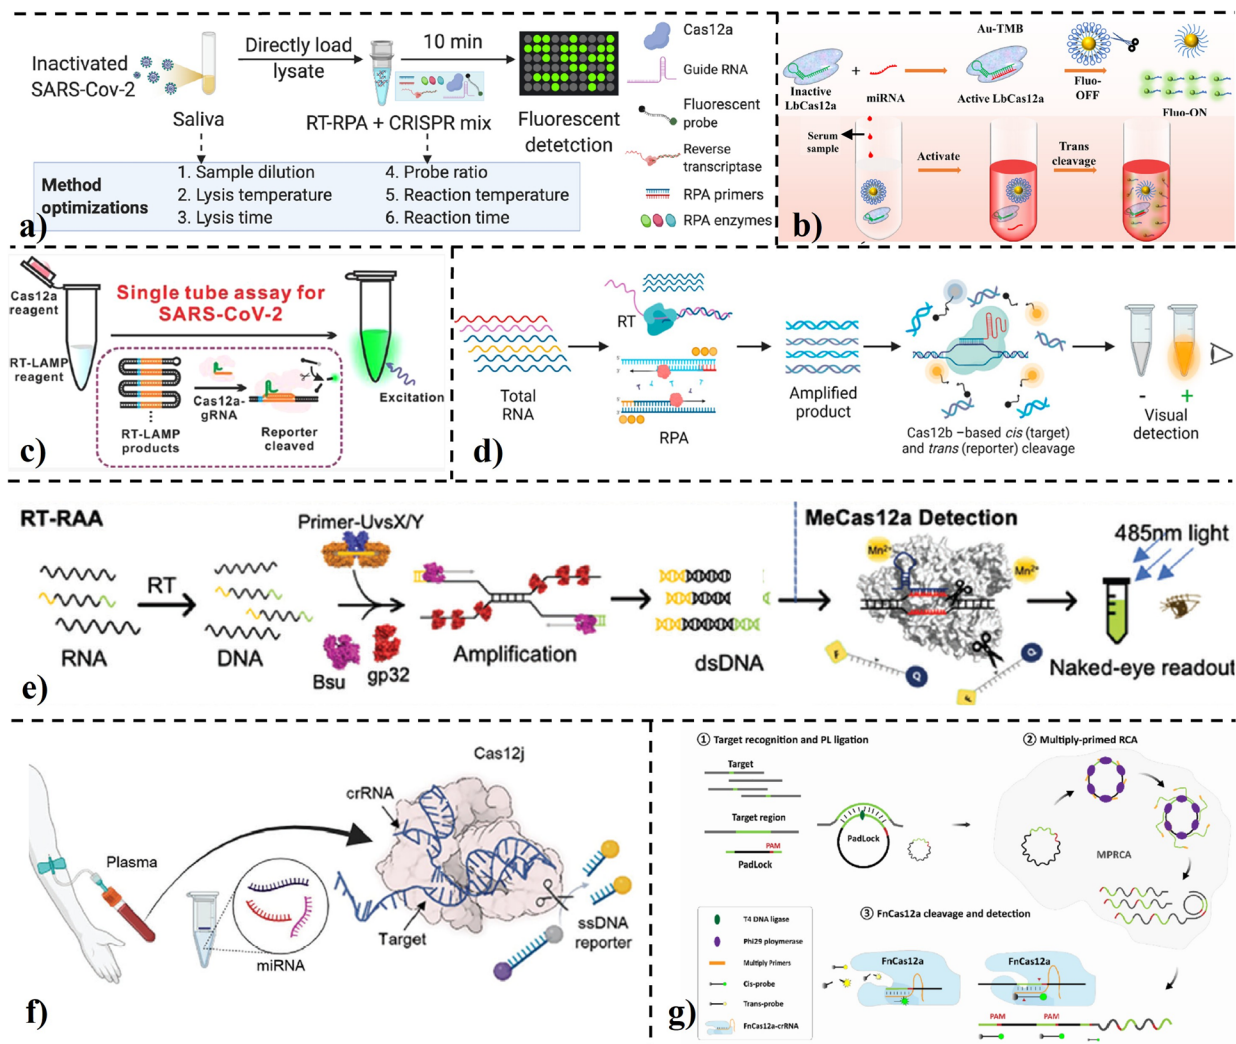 Inactivated
SARS-Cov-2
Directly load
lysate
10 min
Saliva
RT-RPA + CRISPR mix
Fluorescent
detetction
Method
optimizations
1. Sample dilution
2. Lysis temperature
3. Lysis time
4. Probe ratio
5. Reaction temperature
6. Reaction time
Cas12a
Guide RNA
Fluorescent
probe
Reverse
transcriptase
RPA primers
RPA enzymes
a)
Inactive
LbCas12a
+
miRNA
Active LbCas12a
Au-TMB
Fluo-
OFF
Fluo-ON
Serum
sample
Activate
Trans
cleavage
b)
Cas12a
reagent
RT-LAMP
reagent
Single tube assay for
SARS-CoV-2
Cas12a-
gRNA
RT-LAMP
products
Reporter
cleaved
Excitation
c)
Total
RNA
RT
RPA
Amplified
product
Cas12b –based cis (target)
and trans (reporter) cleavage
- +
Visual
detection
d)
RT-RAA
RT
RNA
DNA
Primer-UvsX/Y
Bsu
gp32
Amplification
dsDNA
MeCas12a Detection
Mn2+
Mn2+
F
Q
F
Q
485nm light
Naked-eye readout
e)
Plasma
miRNA
crRNA
Cas12j
Target
ssDNA
reporter
f)
① Target recognition and PL ligation
Target
Target region
PAM
PadLock
PadLock
② Multiply-primed RCA
MPRCA
③ FnCas12a cleavage and detection
T4 DNA ligase
Phi29 ploymerase
Multiply Primers
Cis-probe
Trans-probe
FnCas12a-crRNA
FnCas12a
FnCas12a
PAM
PAM
g)